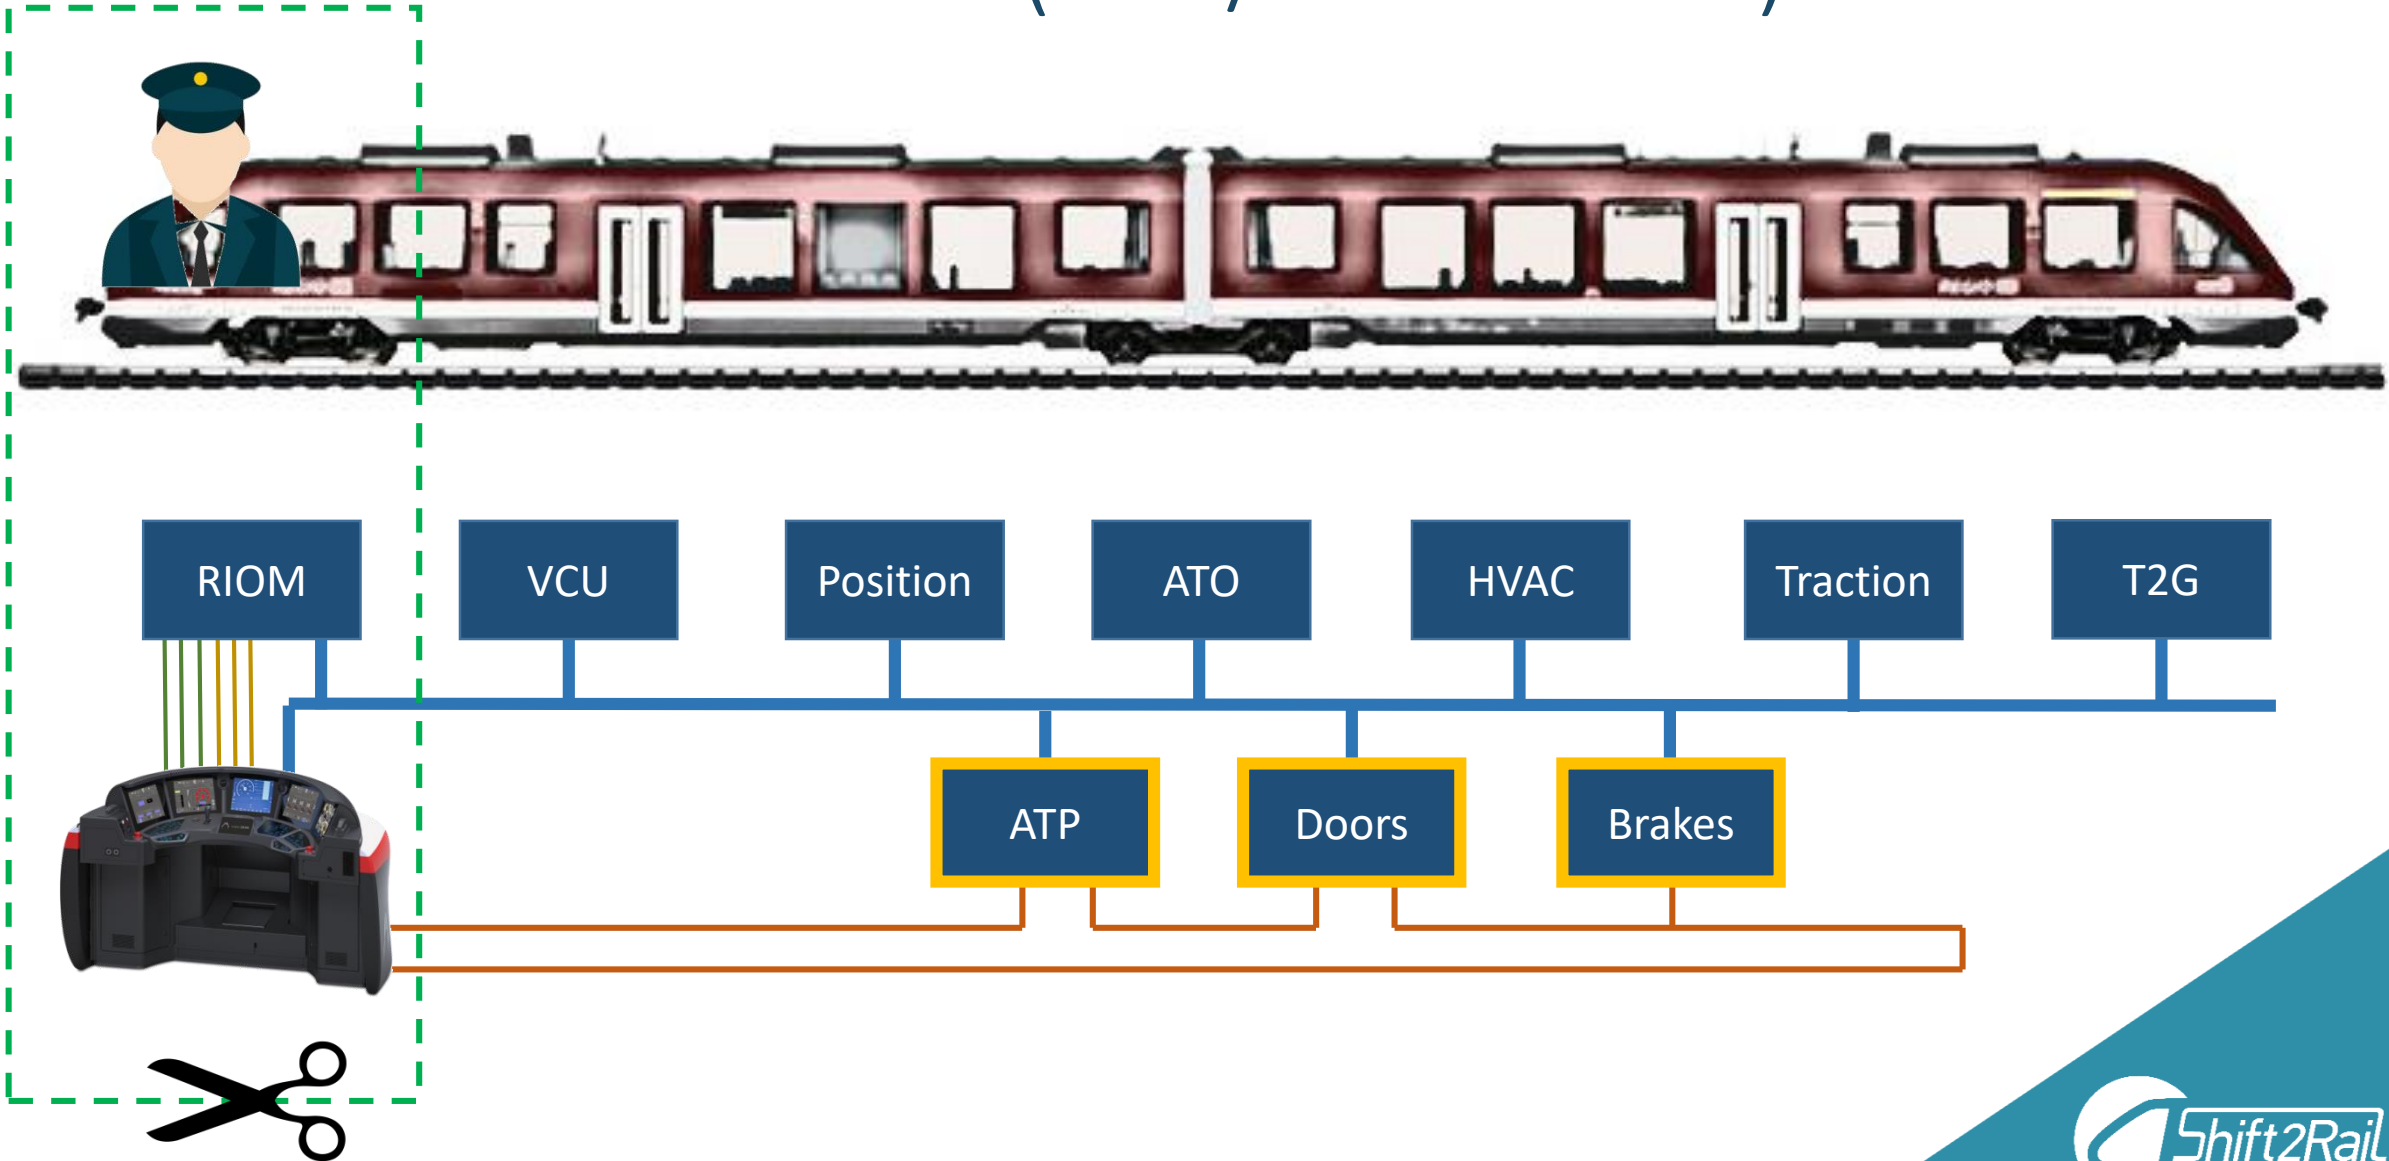 RIOM
VCU
Position
ATO
HVAC
Traction
T2G
ATP
Doors
Brakes
Shift2Rail